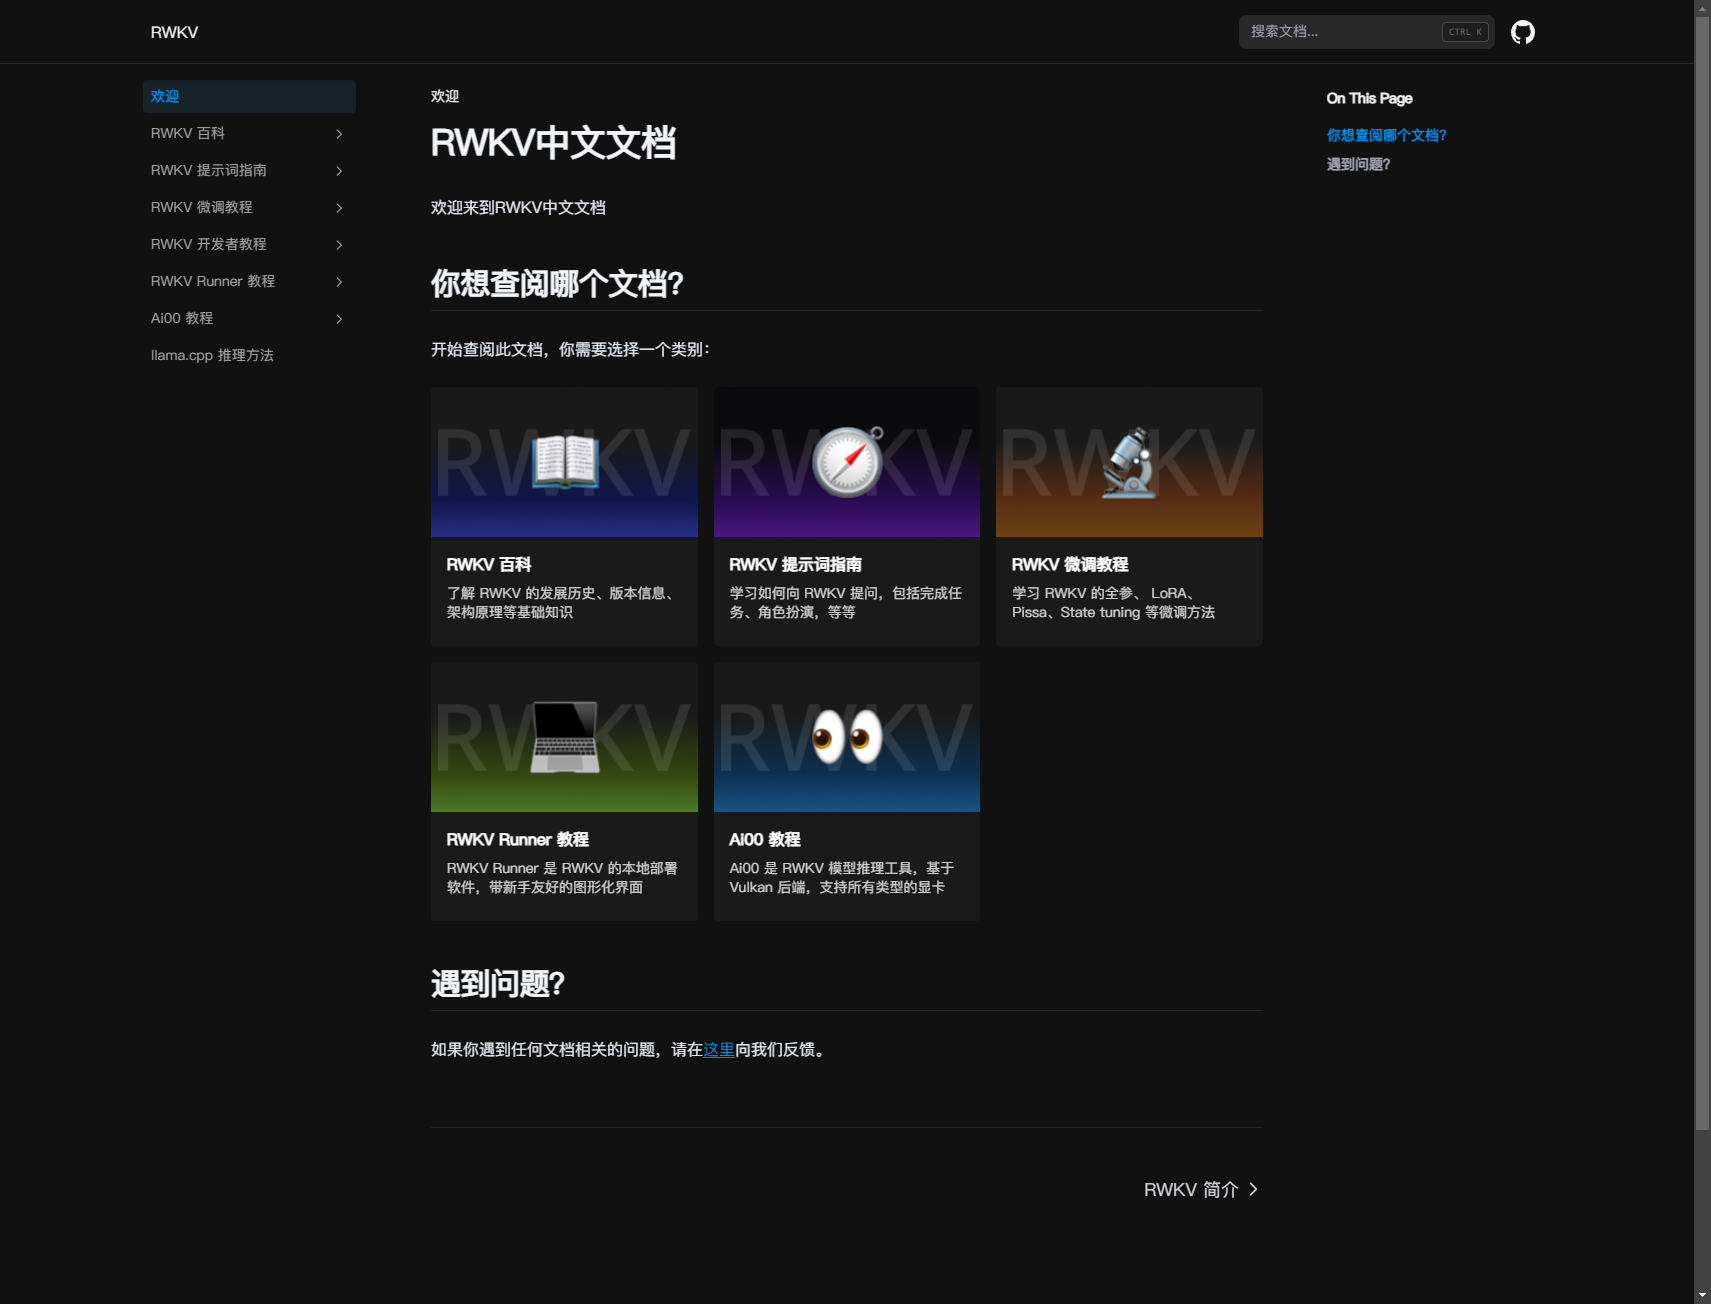 RWKV
搜索文档...
CTRL K
欢迎
RWKV 百科
RWKV 提示词指南
RWKV 微调教程
RWKV 开发者教程
RWKV Runner 教程
Ai00 教程
llama.cpp 推理方法
欢迎
RWKV中文文档
欢迎来到RWKV中文文档
你想查阅哪个文档?
开始查阅此文档，你需要选择一个类别：
RWKV
RWKV 百科
了解 RWKV 的发展历史、版本信息、
架构原理等基础知识
RWKV
RWKV 提示词指南
学习如何向 RWKV 提问，包括完成任
务、角色扮演，等等
RWKV
RWKV 微调教程
学习 RWKV 的全参、 LoRA、
Pissa、State tuning 等微调方法
RWKV
RWKV Runner 教程
RWKV Runner 是 RWKV 的本地部署
软件，带新手友好的图形化界面
RWKV
Ai00 教程
Ai00 是 RWKV 模型推理工具，基于
Vulkan 后端，支持所有类型的显卡
遇到问题?
如果你遇到任何文档相关的问题，请在这里向我们反馈。
RWKV 简介
On This Page
你想查阅哪个文档?
遇到问题?